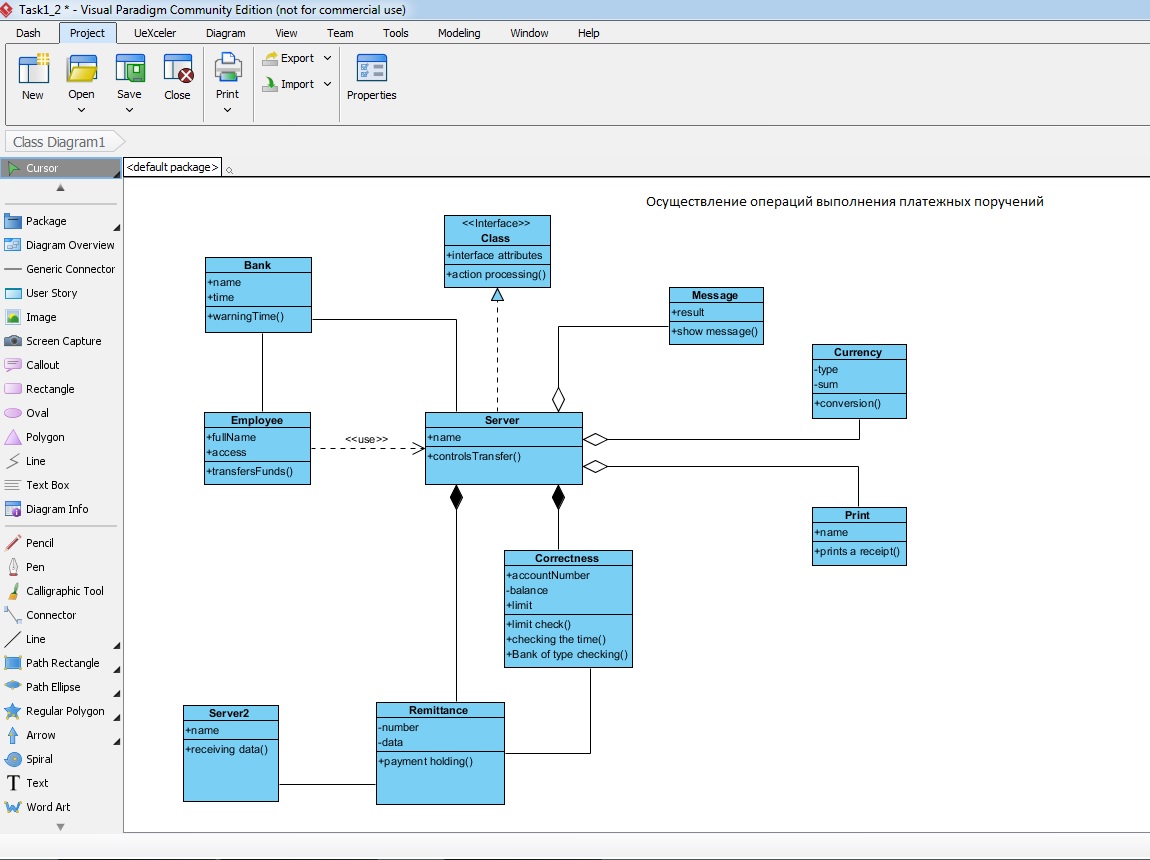 Task1_2 * - Visual Paradigm Community Edition (not for commercial use)
Dash Project UeXceler Diagram View Team Tools Modeling Window Help
New Open Save Close Print Export Import Properties
Class Diagram1
Cursor
Package
Diagram Overview
Generic Connector
User Story
Image
Screen Capture
Callout
Rectangle
Oval
Polygon
Line
Text Box
Diagram Info
Pencil
Pen
Calligraphic Tool
Connector
Line
Path Rectangle
Path Ellipse
Regular Polygon
Arrow
Spiral
Text
Word Art
<default package>
Осуществление операций выполнения платежных поручений
<<Interface>>
Class
+interface attributes
+action processing()
Bank
+name
+time
+warningTime()
Message
+result
+show message()
Currency
-type
-sum
+conversion()
Employee
+fullName
+access
+transfersFunds()
<<use>>
Server
+name
+controlsTransfer()
Print
+name
+prints a receipt()
Correctness
+accountNumber
-balance
+limit
+limit check()
+checking the time()
+Bank of type checking()
Server2
+name
+receiving data()
Remittance
-number
-data
+payment holding()